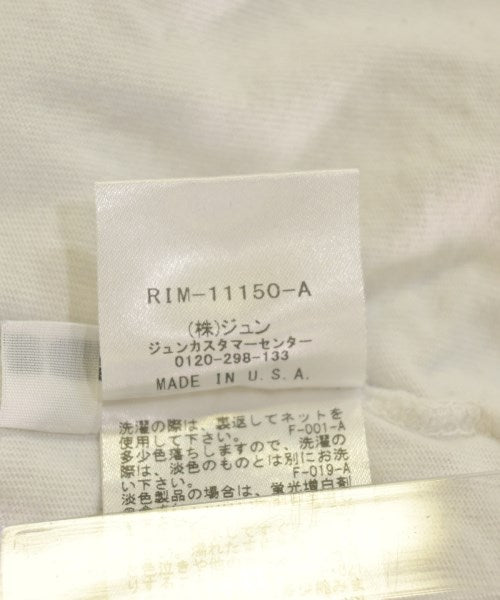 RIM-11150-A
(株)ジュン
ジュンカスタマーセンター
0120-298-133
MADE IN U.S.A.
洗濯の際は、裏返してネットを
使用して下さい。 F-001-A
多少色落ちしますので、洗濯の
際は、淡色のものとは別にお洗
い下さい。 F-019-A
淡色製品の場合は、蛍光増白剤